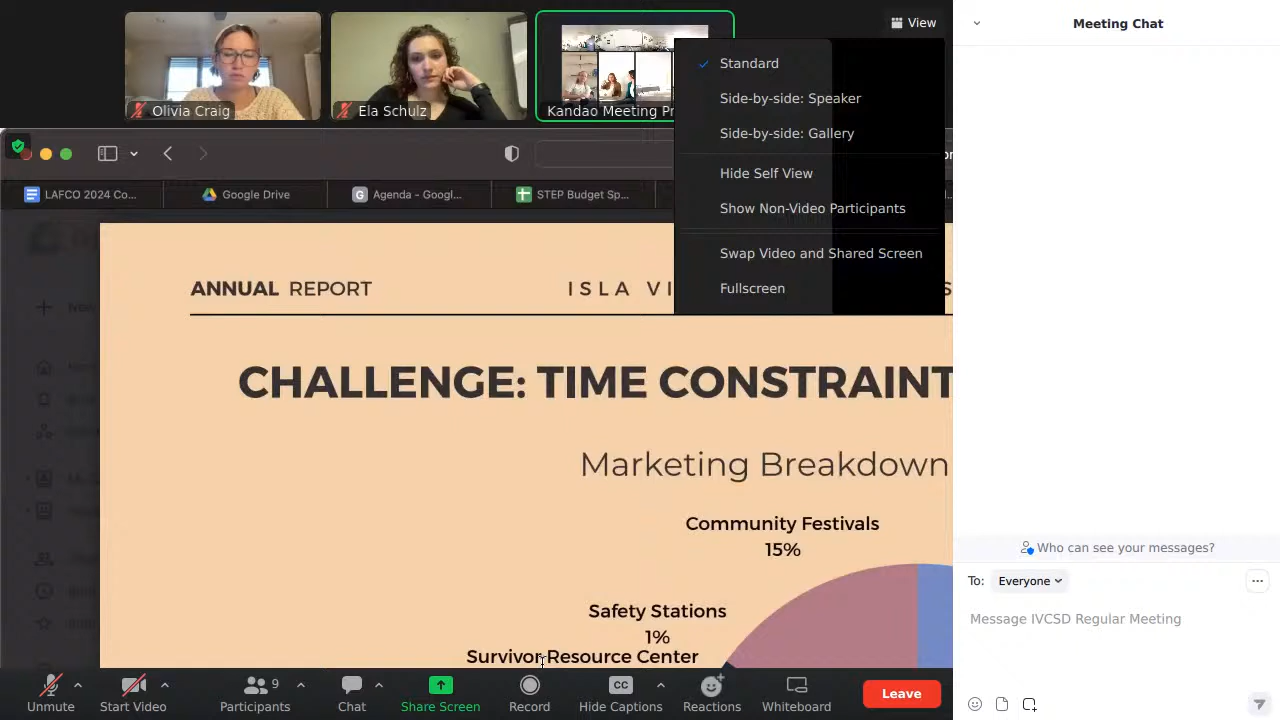 View
Meeting Chat
Standard
Side-by-side: Speaker
Side-by-side: Gallery
Hide Self View
Show Non-Video Participants
Swap Video and Shared Screen
Fullscreen
Olivia Craig
Ela Schulz
Kandao Meeting Pr
LAFCO 2024 Co...
Google Drive
Agenda - Googl...
STEP Budget Sp...
ANNUAL REPORT
ISLA VI
CHALLENGE: TIME CONSTRAINT
Marketing Breakdown
Community Festivals
15%
Safety Stations
1%
Survivor Resource Center
Who can see your messages?
To: Everyone
Message IVCSD Regular Meeting
Unmute
Start Video
Participants 9
Chat
Share Screen
Record
CC
Hide Captions
Reactions
Whiteboard
Leave